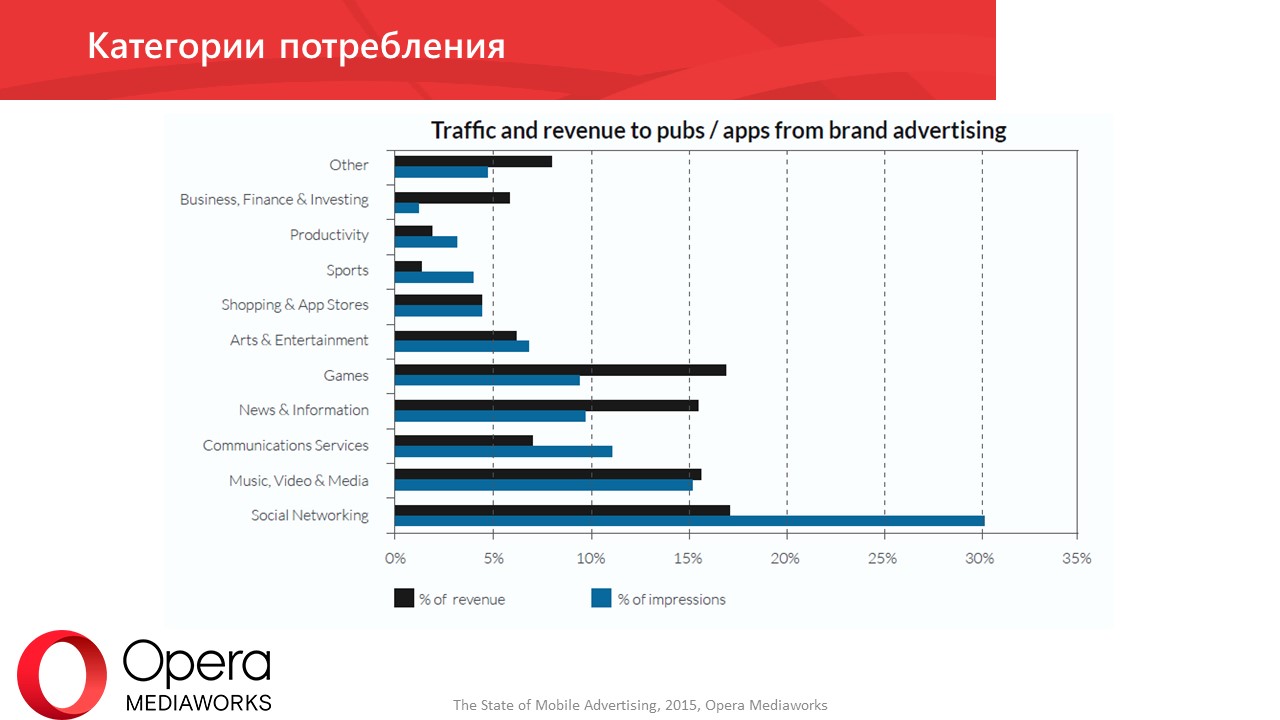 Категории потребления
Traffic and revenue to pubs / apps from brand advertising
Other
Business, Finance & Investing
Productivity
Sports
Shopping & App Stores
Arts & Entertainment
Games
News & Information
Communications Services
Music, Video & Media
Social Networking
0% 5% 10% 15% 20% 25% 30% 35%
% of revenue % of impressions
Opera
MEDIAWORKS
The State of Mobile Advertising, 2015, Opera Mediaworks